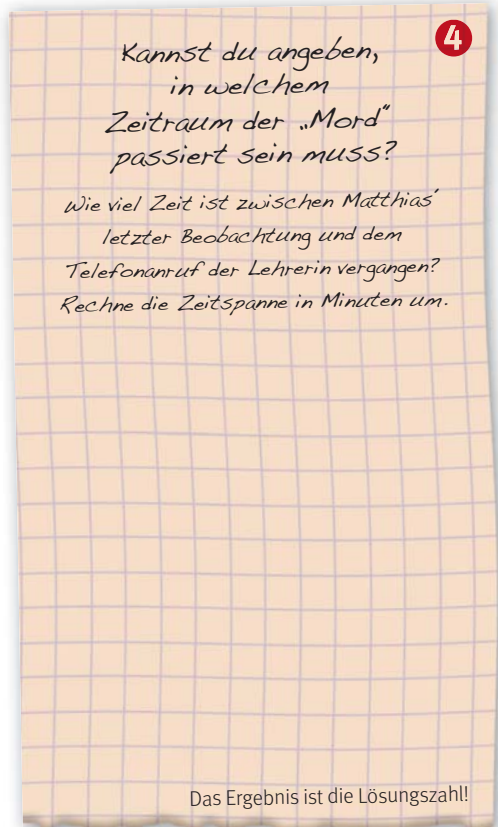 4
Kannst du angeben,
in welchem
Zeitraum der „Mord“
passiert sein muss?
Wie viel Zeit ist zwischen Matthias’
letzter Beobachtung und dem
Telefonanruf der Lehrerin vergangen?
Rechne die Zeitspanne in Minuten um.
Das Ergebnis ist die Lösungszahl!